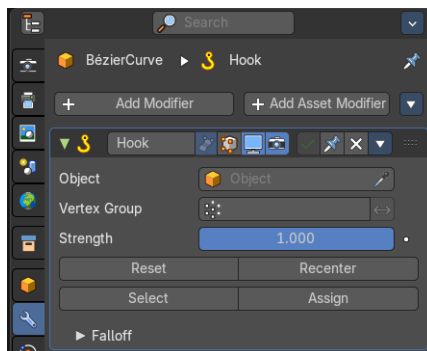 Search
BézierCurve ▸ Hook
+ Add Modifier + Add Asset Modifier
Hook
Object Object
Vertex Group
Strength 1.000
Reset Recenter
Select Assign
Falloff